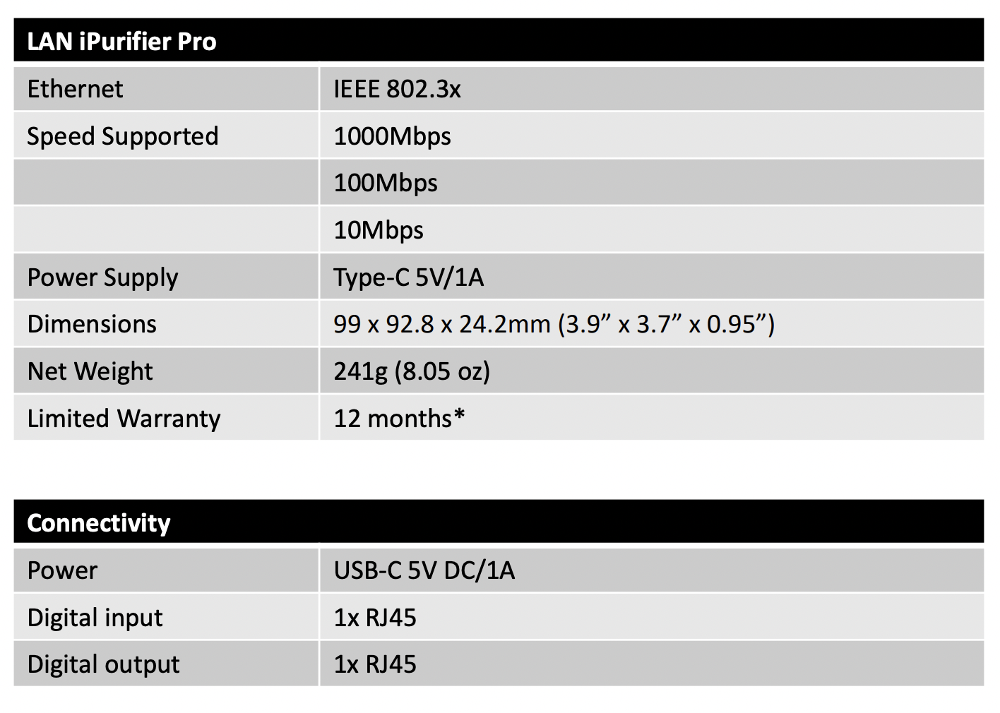 LAN iPurifier Pro
Ethernet IEEE 802.3x
Speed Supported 1000Mbps
100Mbps
10Mbps
Power Supply Type-C 5V/1A
Dimensions 99 x 92.8 x 24.2mm (3.9” x 3.7” x 0.95”)
Net Weight 241g (8.05 oz)
Limited Warranty 12 months*
Connectivity
Power USB-C 5V DC/1A
Digital input 1x RJ45
Digital output 1x RJ45